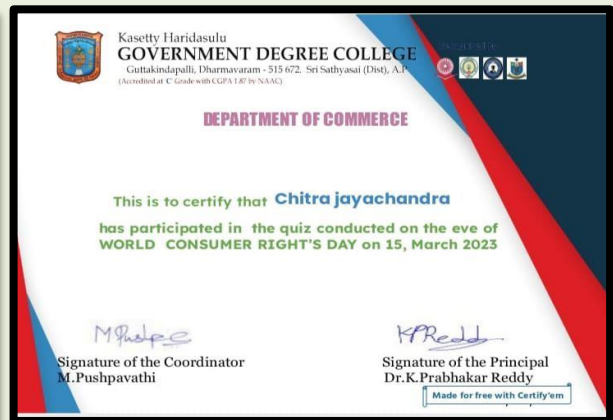 Kasetty Haridasulu
GOVERNMENT DEGREE COLLEGE
Guttakindapalli, Dharmavaram - 515 672. Sri Sathyasai (Dist), A.P
(Accredited at 'C' Grade with CGPA 1.87 by NAAC)
DEPARTMENT OF COMMERCE
This is to certify that Chitra jayachandra
has participated in the quiz conducted on the eve of
WORLD CONSUMER RIGHT'S DAY on 15, March 2023
Signature of the Coordinator
M.Pushpavathi
KPReddy
Signature of the Principal
Dr.K.Prabhakar Reddy
Made for free with Certify'em